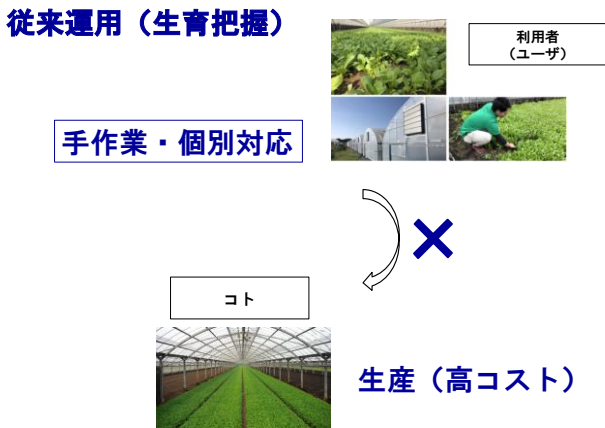 従来運用（生育把握）
利用者
（ユーザ）
手作業・個別対応
コト
生産（高コスト）